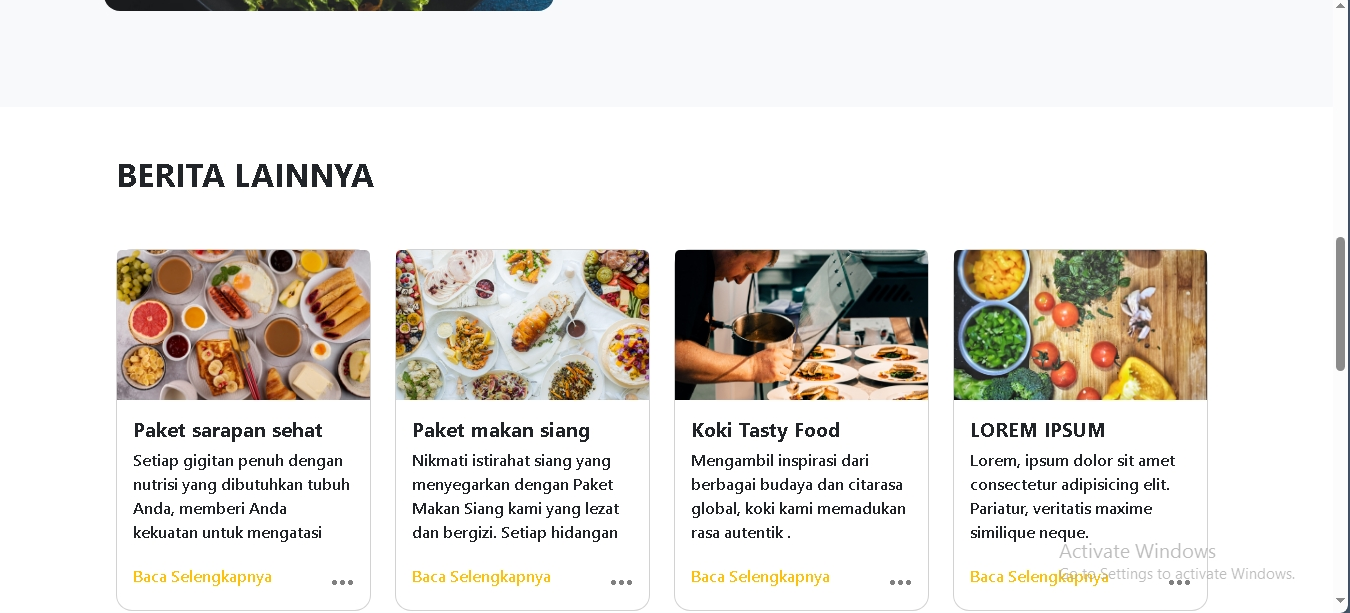 BERITA LAINNYA
Paket sarapan sehat
Setiap gigitan penuh dengan
nutrisi yang dibutuhkan tubuh
Anda, memberi Anda
kekuatan untuk mengatasi
Baca Selengkapnya
Paket makan siang
Nikmati istirahat siang yang
menyegarkan dengan Paket
Makan Siang kami yang lezat
dan bergizi. Setiap hidangan
Baca Selengkapnya
Koki Tasty Food
Mengambil inspirasi dari
berbagai budaya dan citarasa
global, koki kami memadukan
rasa autentik .
Baca Selengkapnya
LOREM IPSUM
Lorem, ipsum dolor sit amet
consectetur adipisicing elit.
Pariatur, veritatis maxime
similique neque.
Baca Selengkapnya
Activate Windows
Go to Settings to activate Windows.